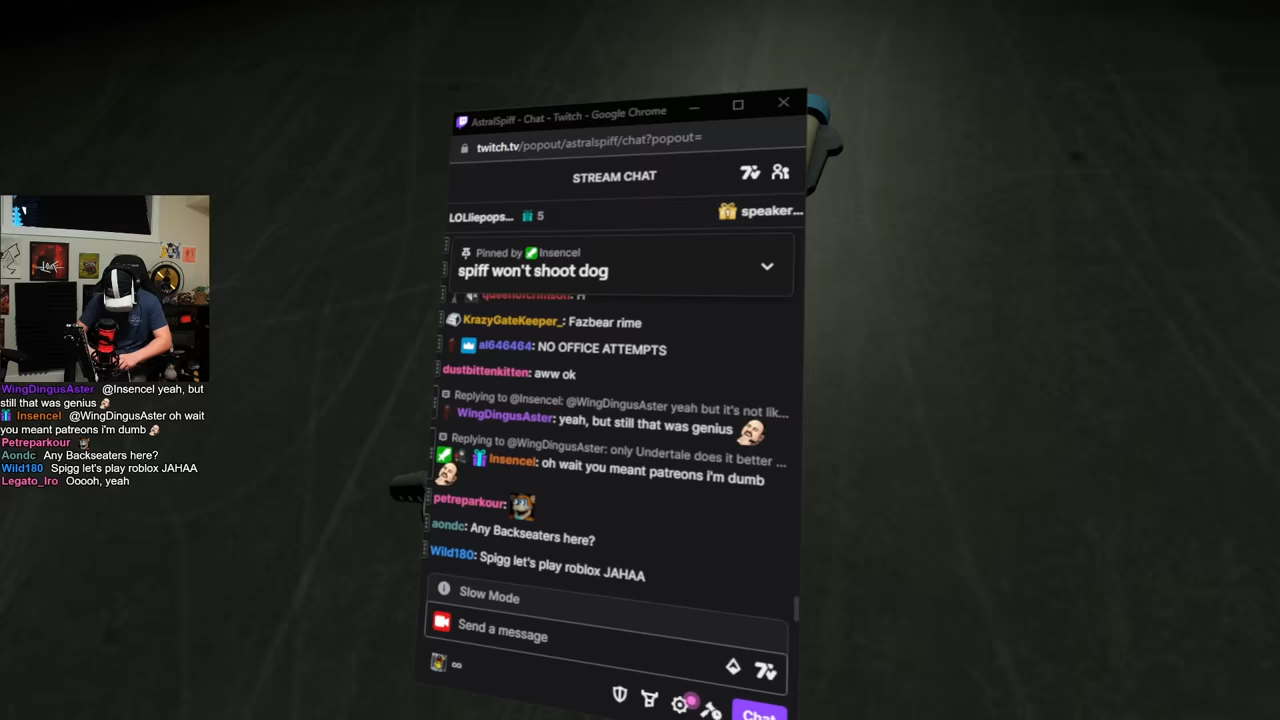 AstralSpiff - Chat - Twitch - Google Chrome
twitch.tv/popout/astralspiff/chat?popout=
STREAM CHAT
LOLliepops... 5 speaker...
Pinned by Insencel
spiff won't shoot dog
queenofcrimson: H
KrazyGateKeeper_: Fazbear rime
al646464: NO OFFICE ATTEMPTS
dustbittenkitten: aww ok
Replying to @Insencel: @WingDingusAster yeah but it's not lik...
WingDingusAster: yeah, but still that was genius
Replying to @WingDingusAster: only Undertale does it better ...
Insencel: oh wait you meant patreons i'm dumb
petreparkour:
aondc: Any Backseaters here?
Wild180: Spigg let's play roblox JAHAA
Slow Mode
Send a message
∞
Chat
WingDingusAster @Insencel yeah, but
still that was genius
Insencel @WingDingusAster oh wait
you meant patreons i'm dumb
Petreparkour
Aondc Any Backseaters here?
Wild180 Spigg let's play roblox JAHAA
Legato_Iro Ooooh, yeah